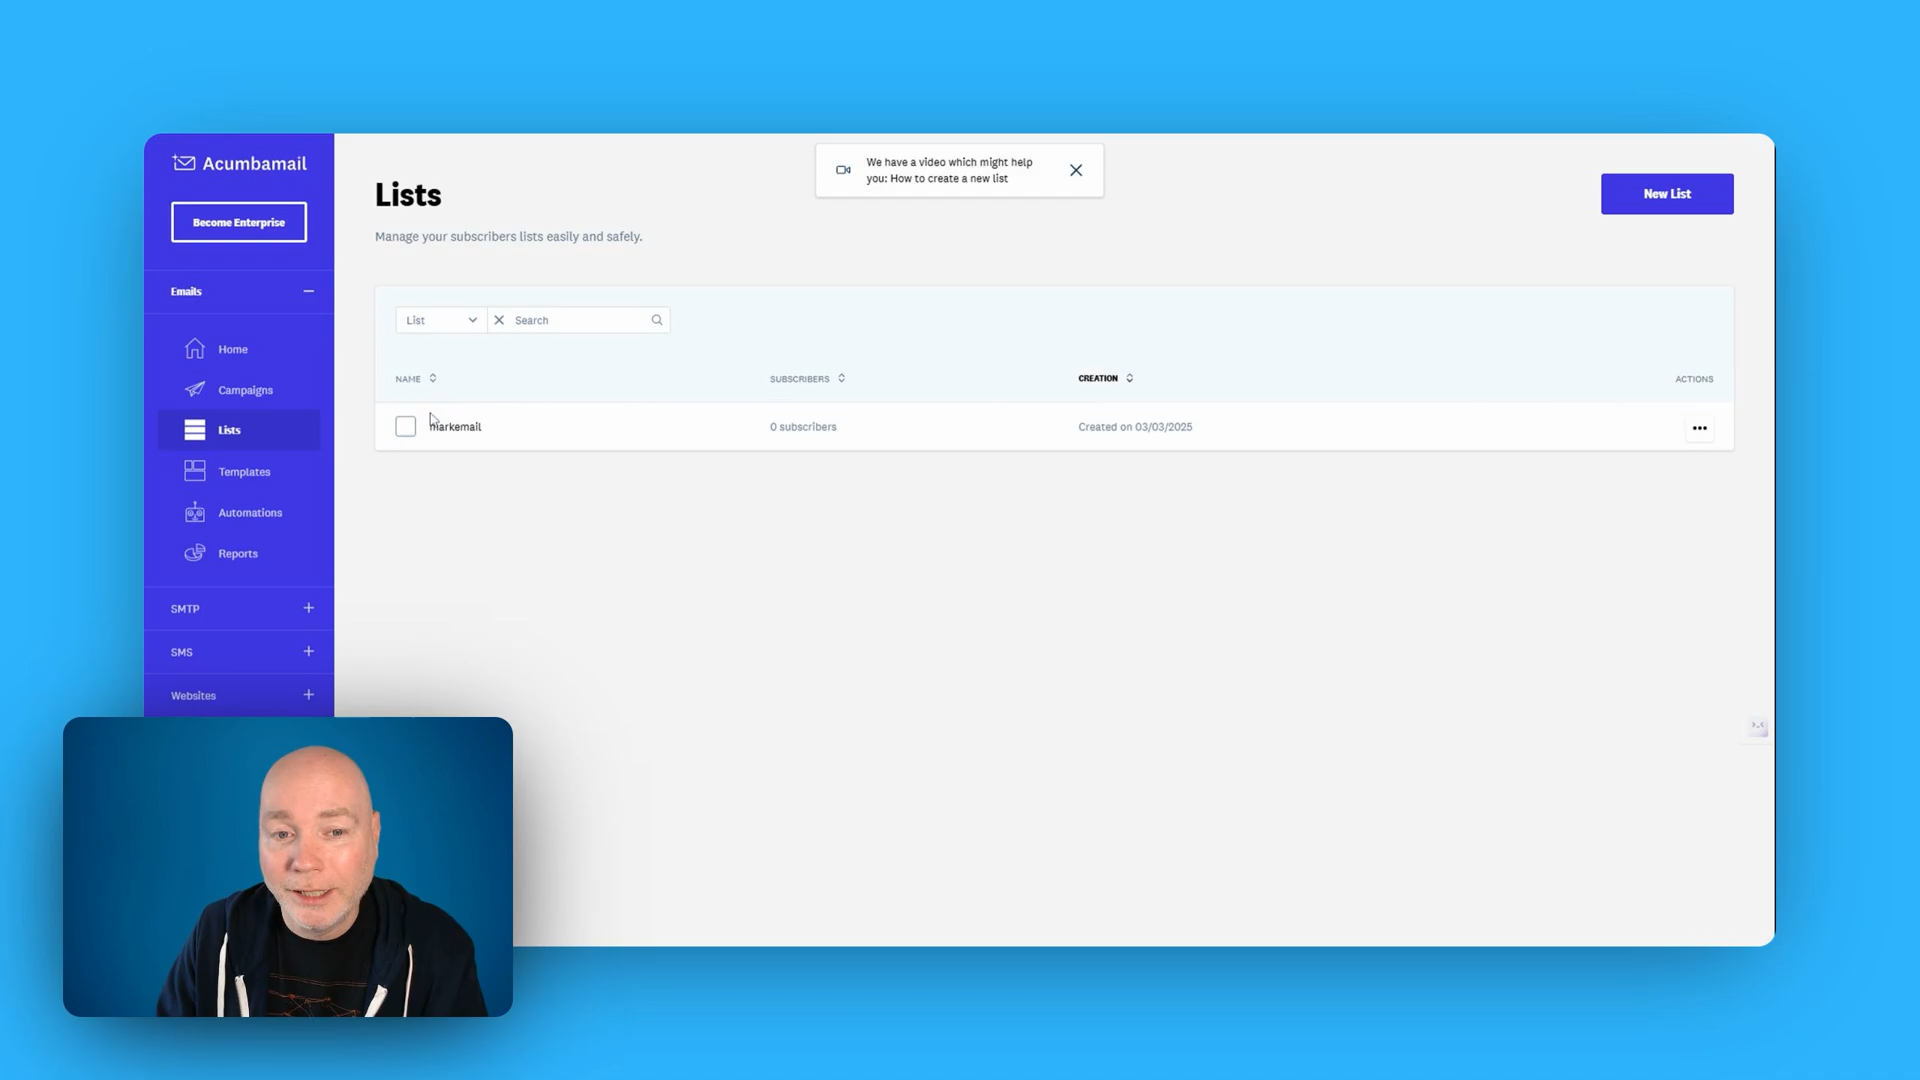 Acumbamail
Become Enterprise
Emails
Home
Campaigns
Lists
Templates
Automations
Reports
SMTP
SMS
Websites
Lists
Manage your subscribers lists easily and safely.
We have a video which might help
you: How to create a new list
New List
List
Search
NAME
SUBSCRIBERS
CREATION
ACTIONS
markemail
0 subscribers
Created on 03/03/2025